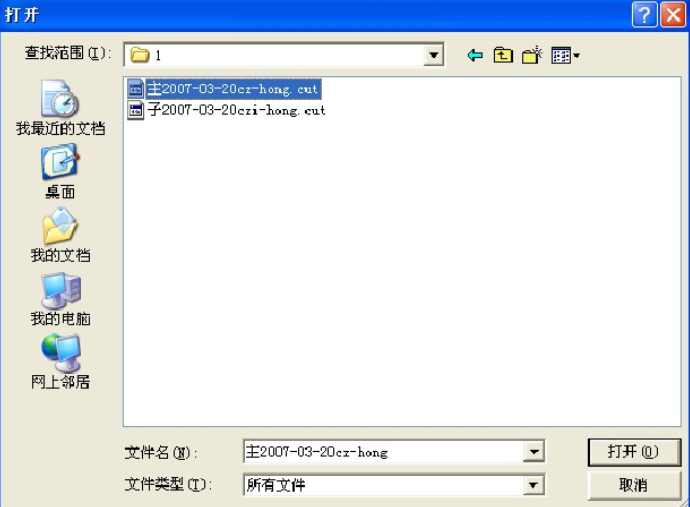 打开
查找范围(I):
1
主2007-03-20cz-hong.cut
子2007-03-20czi-hong.cut
我最近的文档
桌面
我的文档
我的电脑
网上邻居
文件名(N):
主2007-03-20cz-hong
打开(O)
文件类型(T):
所有文件
取消